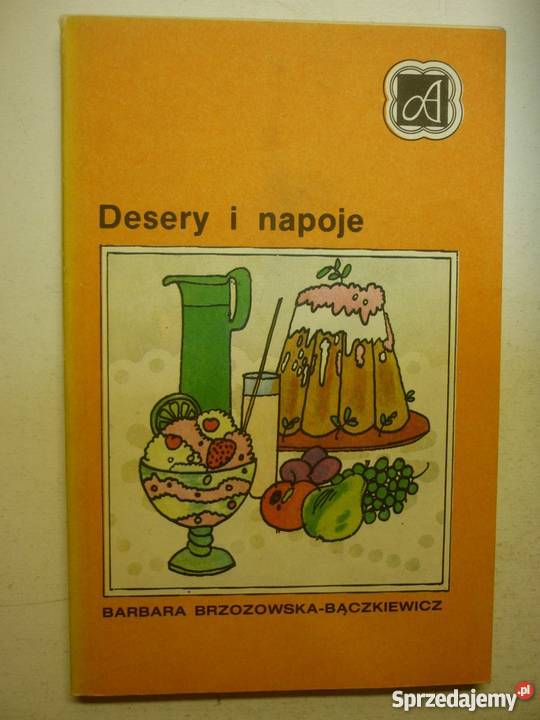 A
Desery i napoje
BARBARA BRZOZOWSKA-BĄCZKIEWICZ
Sprzedajemy.pl